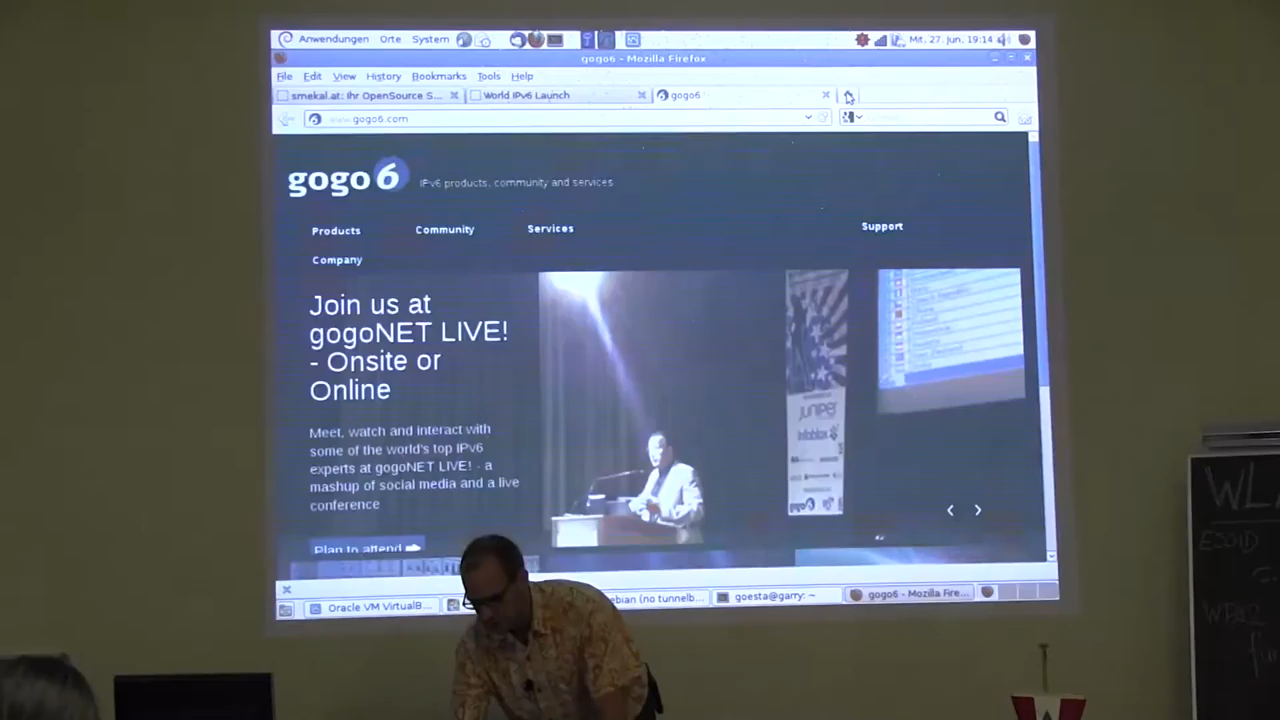 Anwendungen Orte System Mit. 27. Jun, 19:14
gogo6 - Mozilla Firefox
File Edit View History Bookmarks Tools Help
smekal.at: Ihr OpenSource S... World IPv6 Launch gogo6
www.gogo6.com
gogo6 IPv6 products, community and services
Products Community Services Support
Company
Join us at
gogoNET LIVE!
- Onsite or
Online
Meet, watch and interact with
some of the world's top IPv6
experts at gogoNET LIVE! - a
mashup of social media and a live
conference
Plan to attend
JUNIPEr
Infoblox
Oracle VM VirtualB... ebian (no tunnelb... goesta@garry: ~ gogo6 - Mozilla Fire...
WL
ESSID
WPA2